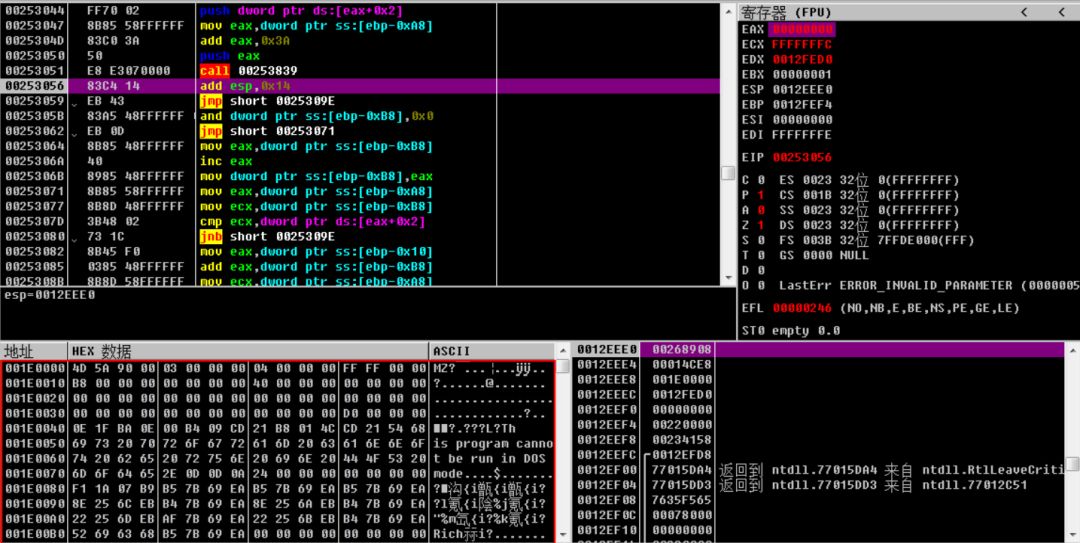 00253044 FF70 02 push dword ptr ds:[eax+0x2]
00253047 8B85 58FFFFFF mov eax,dword ptr ss:[ebp-0xA8]
0025304D 83C0 3A add eax,0x3A
00253050 50 push eax
00253051 E8 E3070000 call 00253839
00253056 83C4 14 add esp,0x14
00253059 EB 43 jmp short 0025309E
0025305B 83A5 48FFFFFF and dword ptr ss:[ebp-0xB8],0x0
00253062 EB 0D jmp short 00253071
00253064 8B85 48FFFFFF mov eax,dword ptr ss:[ebp-0xB8]
0025306A 40 inc eax
0025306B 8985 48FFFFFF mov dword ptr ss:[ebp-0xB8],eax
00253071 8B85 58FFFFFF mov eax,dword ptr ss:[ebp-0xA8]
00253077 8B8D 48FFFFFF mov ecx,dword ptr ss:[ebp-0xB8]
0025307D 3B48 02 cmp ecx,dword ptr ds:[eax+0x2]
00253080 73 1C jnb short 0025309E
00253082 8B45 F0 mov eax,dword ptr ss:[ebp-0x10]
00253085 0385 48FFFFFF add eax,dword ptr ss:[ebp-0xB8]
0025308B 8B8D 58FFFFFF mov ecx,dword ptr ss:[ebp-0xA8]
esp=0012EEE0
寄存器 (FPU) < <
EAX 00000000
ECX FFFFFFFC
EDX 0012FED0
EBX 00000001
ESP 0012EEE0
EBP 0012FEF4
ESI 00000000
EDI FFFFFFFE
EIP 00253056
C 0 ES 0023 32位 0(FFFFFFFF)
P 1 CS 001B 32位 0(FFFFFFFF)
A 0 SS 0023 32位 0(FFFFFFFF)
Z 1 DS 0023 32位 0(FFFFFFFF)
S 0 FS 003B 32位 7FFDE000(FFF)
T 0 GS 0000 NULL
D 0
O 0 LastErr ERROR_INVALID_PARAMETER (0000005
EFL 00000246 (NO,NB,E,BE,NS,PE,GE,LE)
ST0 empty 0.0
地址 HEX 数据 ASCII
001E0000 4D 5A 90 00 03 00 00 00 04 00 00 00 FF FF 00 00
001E0010 B8 00 00 00 00 00 00 00 40 00 00 00 00 00 00 00 ?.......@.......
001E0020 00 00 00 00 00 00 00 00 00 00 00 00 00 00 00 00 ................
001E0030 00 00 00 00 00 00 00 00 00 00 00 00 D0 00 00 00 ............?..
001E0040 0E 1F BA 0E 00 B4 09 CD 21 B8 01 4C CD 21 54 68
001E0050 69 73 20 70 72 6F 67 72 61 6D 20 63 61 6E 6E 6F is program canno
001E0060 74 20 62 65 20 72 75 6E 20 69 6E 20 44 4F 53 20 t be run in DOS
001E0070 6D 6F 64 65 2E 0D 0D 0A 24 00 00 00 00 00 00 00 mode....$.......
001E0080 F1 1A 07 B9 B5 7B 69 EA B5 7B 69 EA B5 7B 69 EA
001E0090 8E 25 6C EB B4 7B 69 EA 8E 25 6A EB B4 7B 69 EA
001E00A0 22 25 6D EB AF 7B 69 EA 22 25 6B EB B4 7B 69 EA
001E00B0 52 69 63 68 B5 7B 69 EA 00 00 00 00 00 00 00 00
0012EEE0 00268908
0012EEE4 00014CE8
0012EEE8 001E0000
0012EEEC 0012FED0
0012EEF0 00000000
0012EEF4 00220000
0012EEF8 00234158
0012EEFC 0012EFD8
0012EF00 77015DA4 返回到 ntdll.77015DA4 来自 ntdll.RtlLeaveCriti
0012EF04 77015DD3 返回到 ntdll.77015DD3 来自 ntdll.77012C51
0012EF08 7635F565
0012EF0C 00078000
0012EF10 00000000